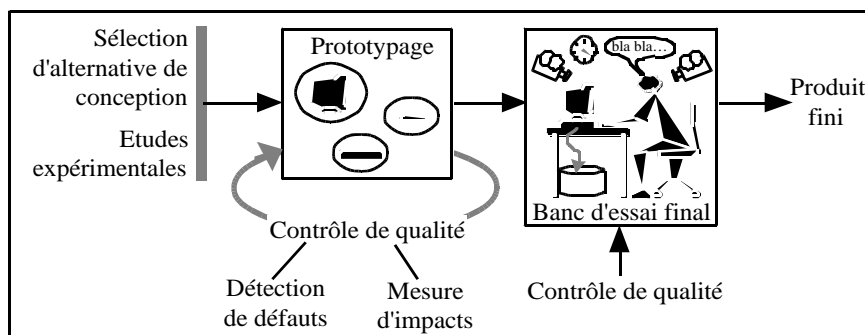 Sélection
d'alternative de
conception
Etudes
expérimentales
Prototypage
bla bla...
Banc d'essai final
Produit
fini
Contrôle de qualité
Détection
de défauts
Mesure
d'impacts
Contrôle de qualité